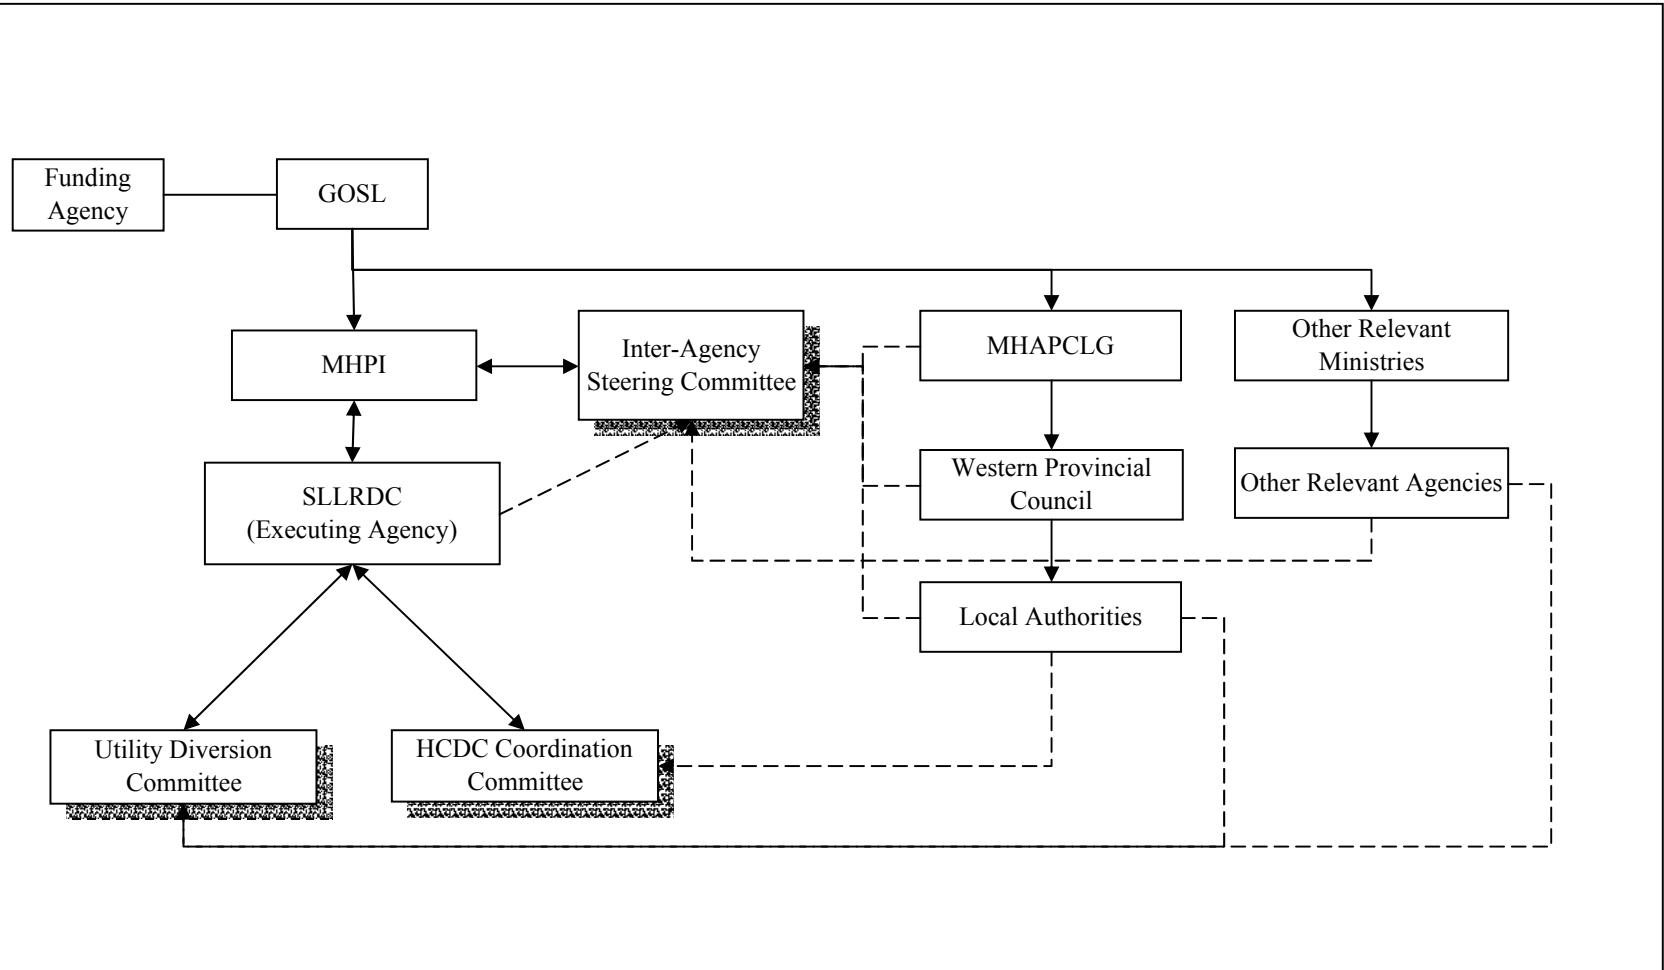 Funding
Agency
GOSL
MHPI
Inter-Agency
Steering Committee
MHAPCLG
Other Relevant
Ministries
SLLRDC
(Executing Agency)
Western Provincial
Council
Other Relevant Agencies
Local Authorities
Utility Diversion
Committee
HCDC Coordination
Committee